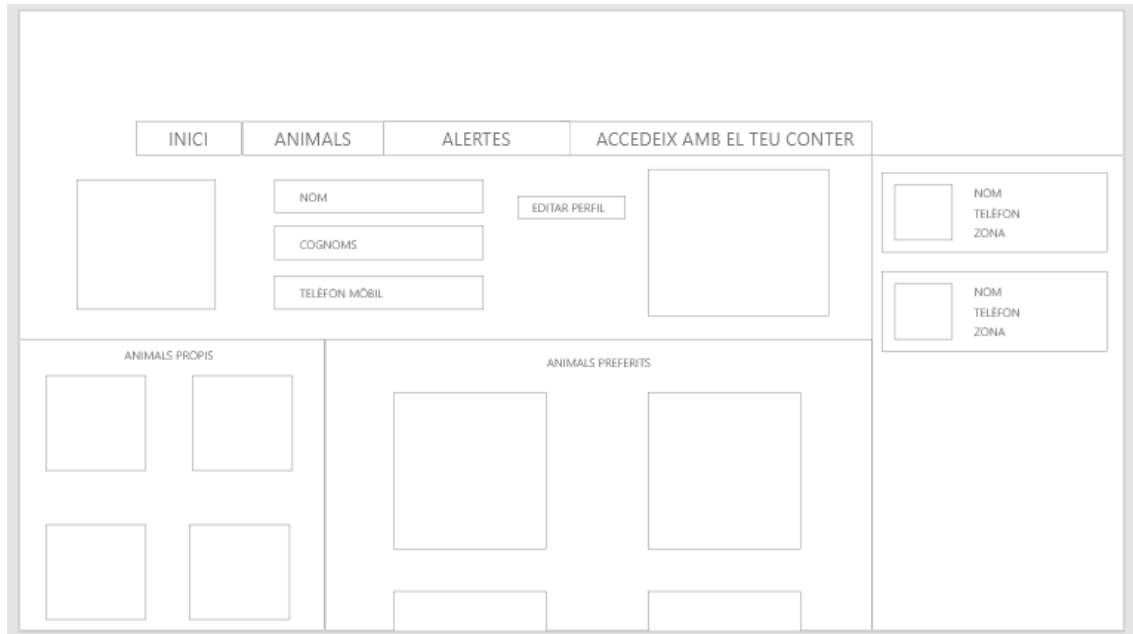 INICI
ANIMALS
ALERTES
ACCEDEIX AMB EL TEU CONTER
NOM
COGNOMS
TELÈFON MÒBIL
EDITAR PERFIL
NOM
TELÈFON
ZONA
NOM
TELÈFON
ZONA
ANIMALS PROPIS
ANIMALS PREFERITS